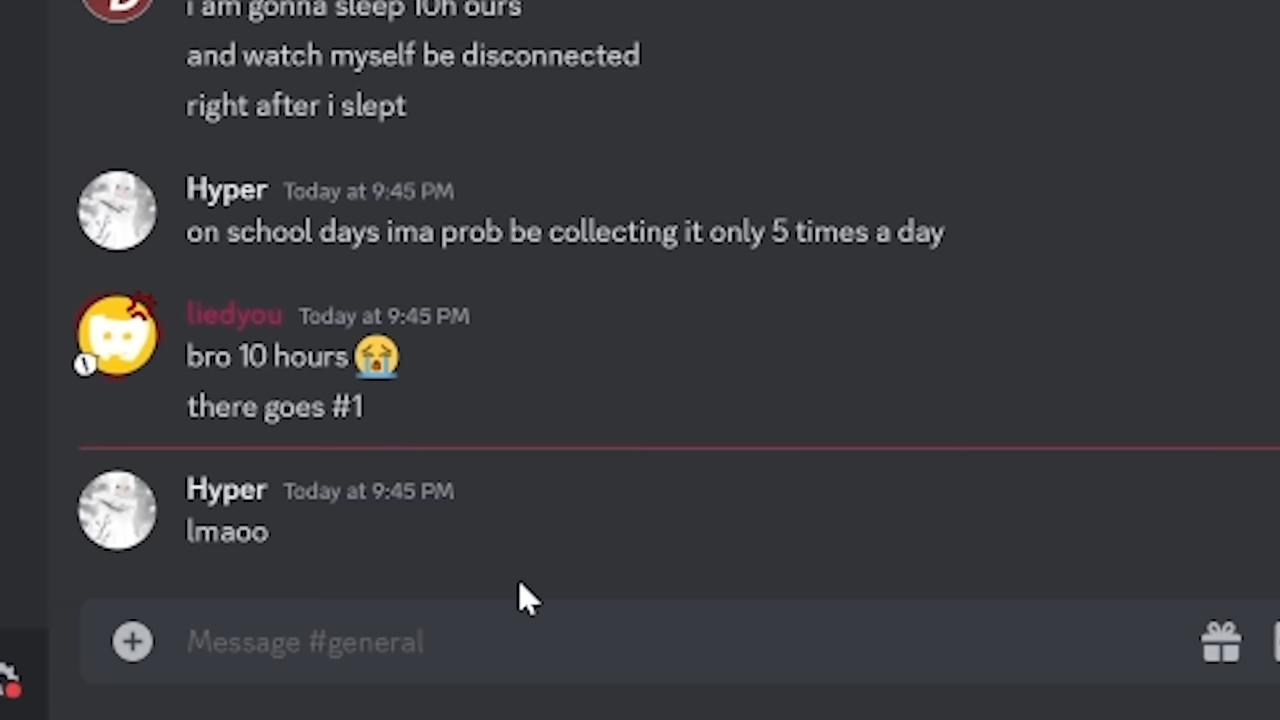 i am gonna sleep 10h ours
and watch myself be disconnected
right after i slept
Hyper Today at 9:45 PM
on school days ima prob be collecting it only 5 times a day
liedyou Today at 9:45 PM
bro 10 hours 😭
there goes #1
Hyper Today at 9:45 PM
lmaoo
Message #general